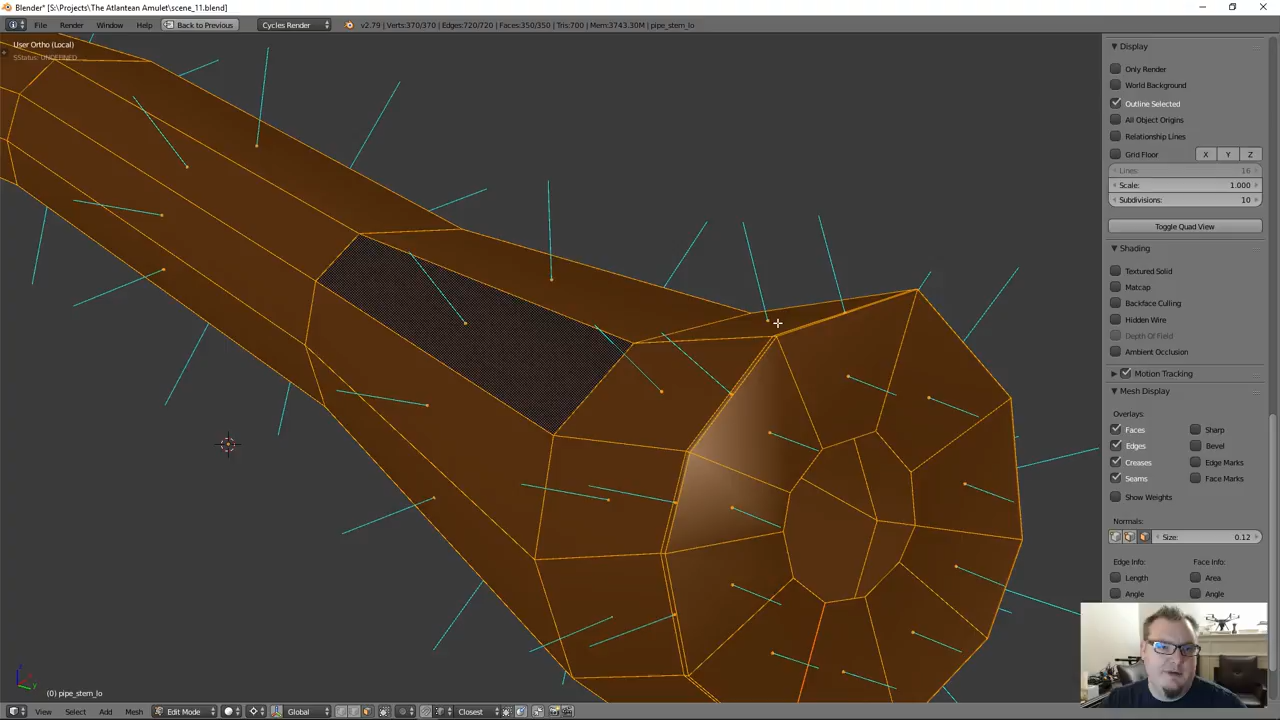 Blender* [S:\Projects\The Atlantean Amulet\scene_11.blend]
File Render Window Help Back to Previous Cycles Render v2.79 | Verts:370/370 | Edges:720/720 | Faces:350/350 | Tris:700 | Mem:3743.30M | pipe_stem_lo
User Ortho (Local)
SStatus: UNDEFINED
Display
Only Render
World Background
Outline Selected
All Object Origins
Relationship Lines
Grid Floor X Y Z
Lines: 16
Scale: 1.000
Subdivisions: 10
Toggle Quad View
Shading
Textured Solid
Matcap
Backface Culling
Hidden Wire
Depth Of Field
Ambient Occlusion
Motion Tracking
Mesh Display
Overlays:
Faces Sharp
Edges Bevel
Creases Edge Marks
Seams Face Marks
Show Weights
Normals:
Size: 0.12
Edge Info: Face Info:
Length Area
Angle Angle
(0) pipe_stem_lo
View Select Add Mesh Edit Mode Global Closest